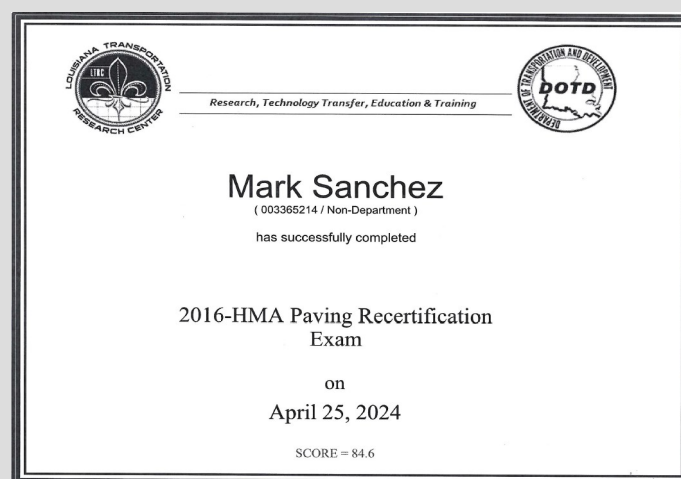 LOUISIANA TRANSPORTATION
LTRC
RESEARCH CENTER
Research, Technology Transfer, Education & Training
DEPARTMENT OF TRANSPORTATION AND DEVELOPMENT
DOTD
Mark Sanchez
( 003365214 / Non-Department )
has successfully completed
2016-HMA Paving Recertification
Exam
on
April 25, 2024
SCORE = 84.6